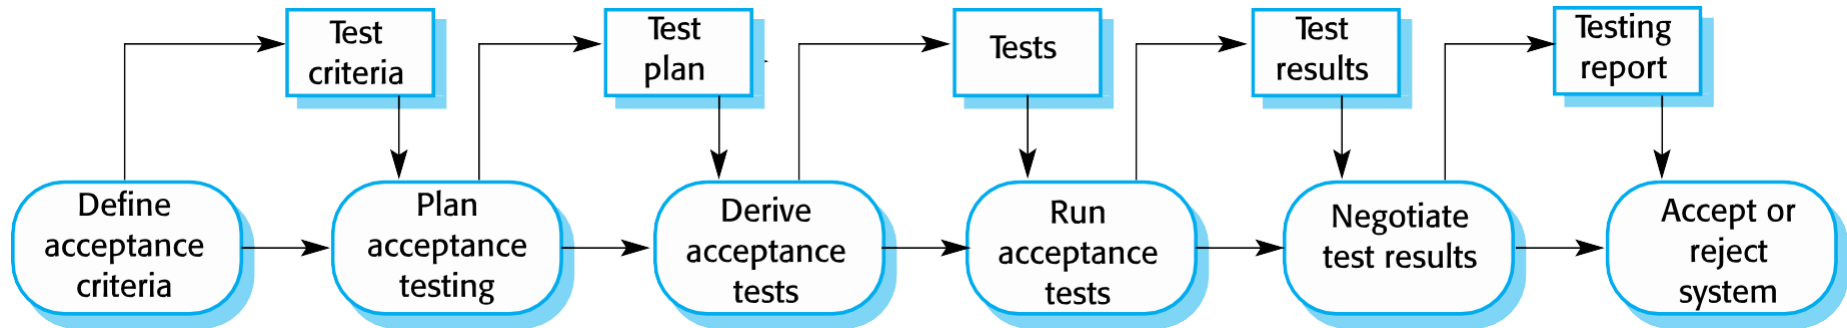 Test
criteria
Test
plan
Tests
Test
results
Testing
report
Define
acceptance
criteria
Plan
acceptance
testing
Derive
acceptance
tests
Run
acceptance
tests
Negotiate
test results
Accept or
reject
system